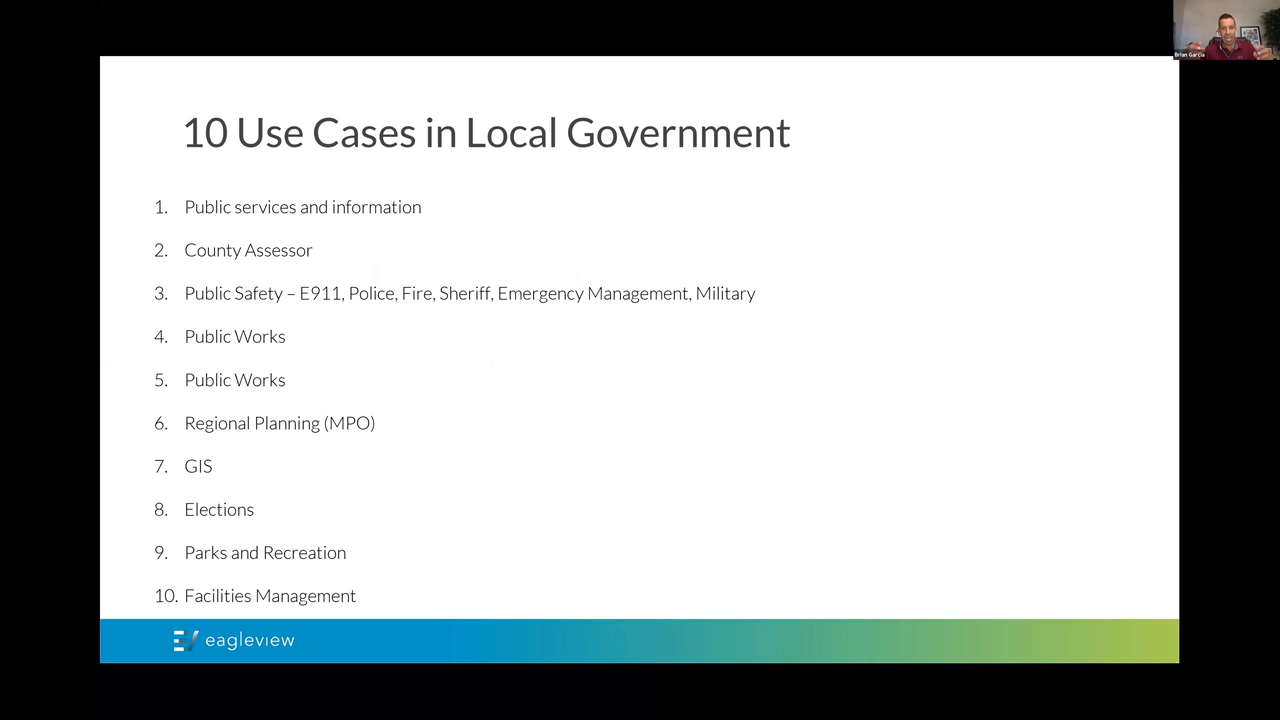 Brian Garcia
10 Use Cases in Local Government
1. Public services and information
2. County Assessor
3. Public Safety – E911, Police, Fire, Sheriff, Emergency Management, Military
4. Public Works
5. Public Works
6. Regional Planning (MPO)
7. GIS
8. Elections
9. Parks and Recreation
10. Facilities Management
eagleview